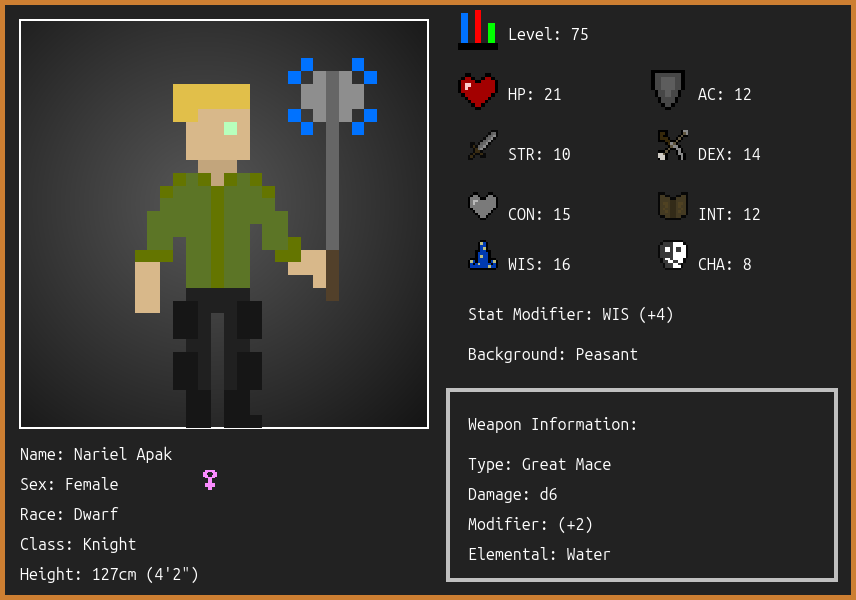 Level: 75
HP: 21
AC: 12
STR: 10
DEX: 14
CON: 15
INT: 12
WIS: 16
CHA: 8
Stat Modifier: WIS (+4)
Background: Peasant
Weapon Information:
Type: Great Mace
Damage: d6
Modifier: (+2)
Elemental: Water
Name: Nariel Apak
Sex: Female
Race: Dwarf
Class: Knight
Height: 127cm (4'2")